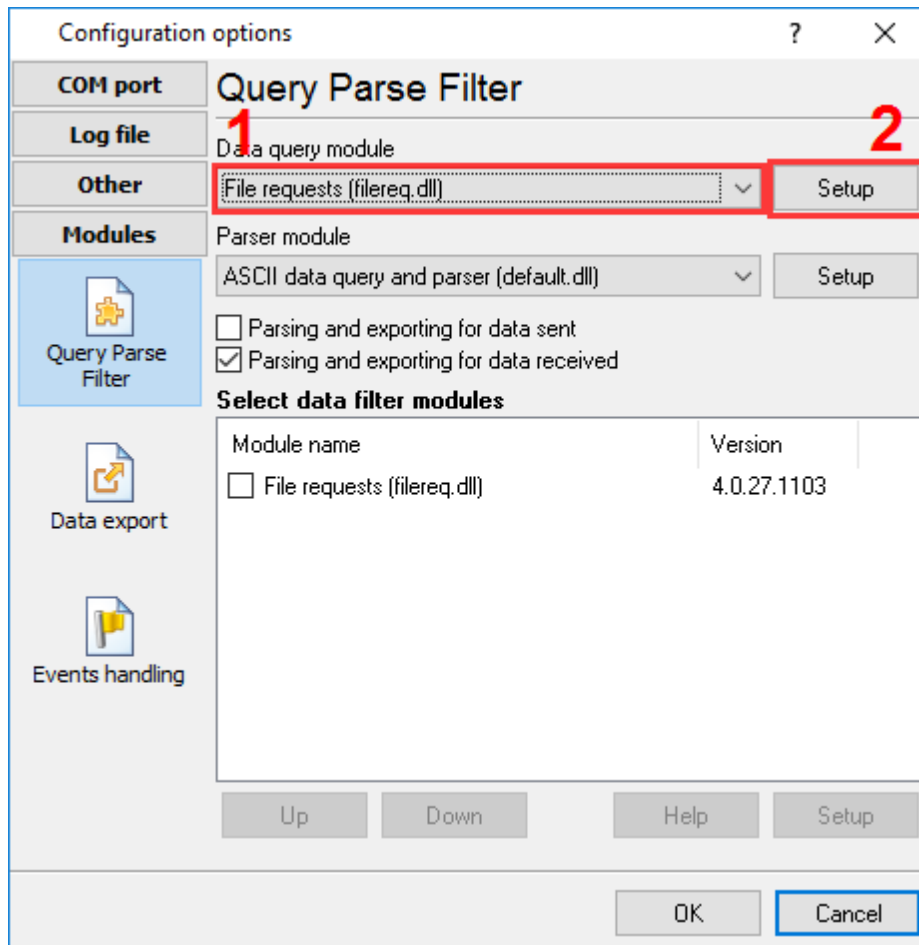 Configuration options
?
COM port
Log file
Other
Modules
Query Parse
Filter
Data export
Events handling
Query Parse Filter
1
2
Data query module
File requests (filereq.dll)
Setup
Parser module
ASCII data query and parser (default.dll)
Setup
Parsing and exporting for data sent
Parsing and exporting for data received
Select data filter modules
Module name Version
File requests (filereq.dll) 4.0.27.1103
Up Down Help Setup
OK Cancel